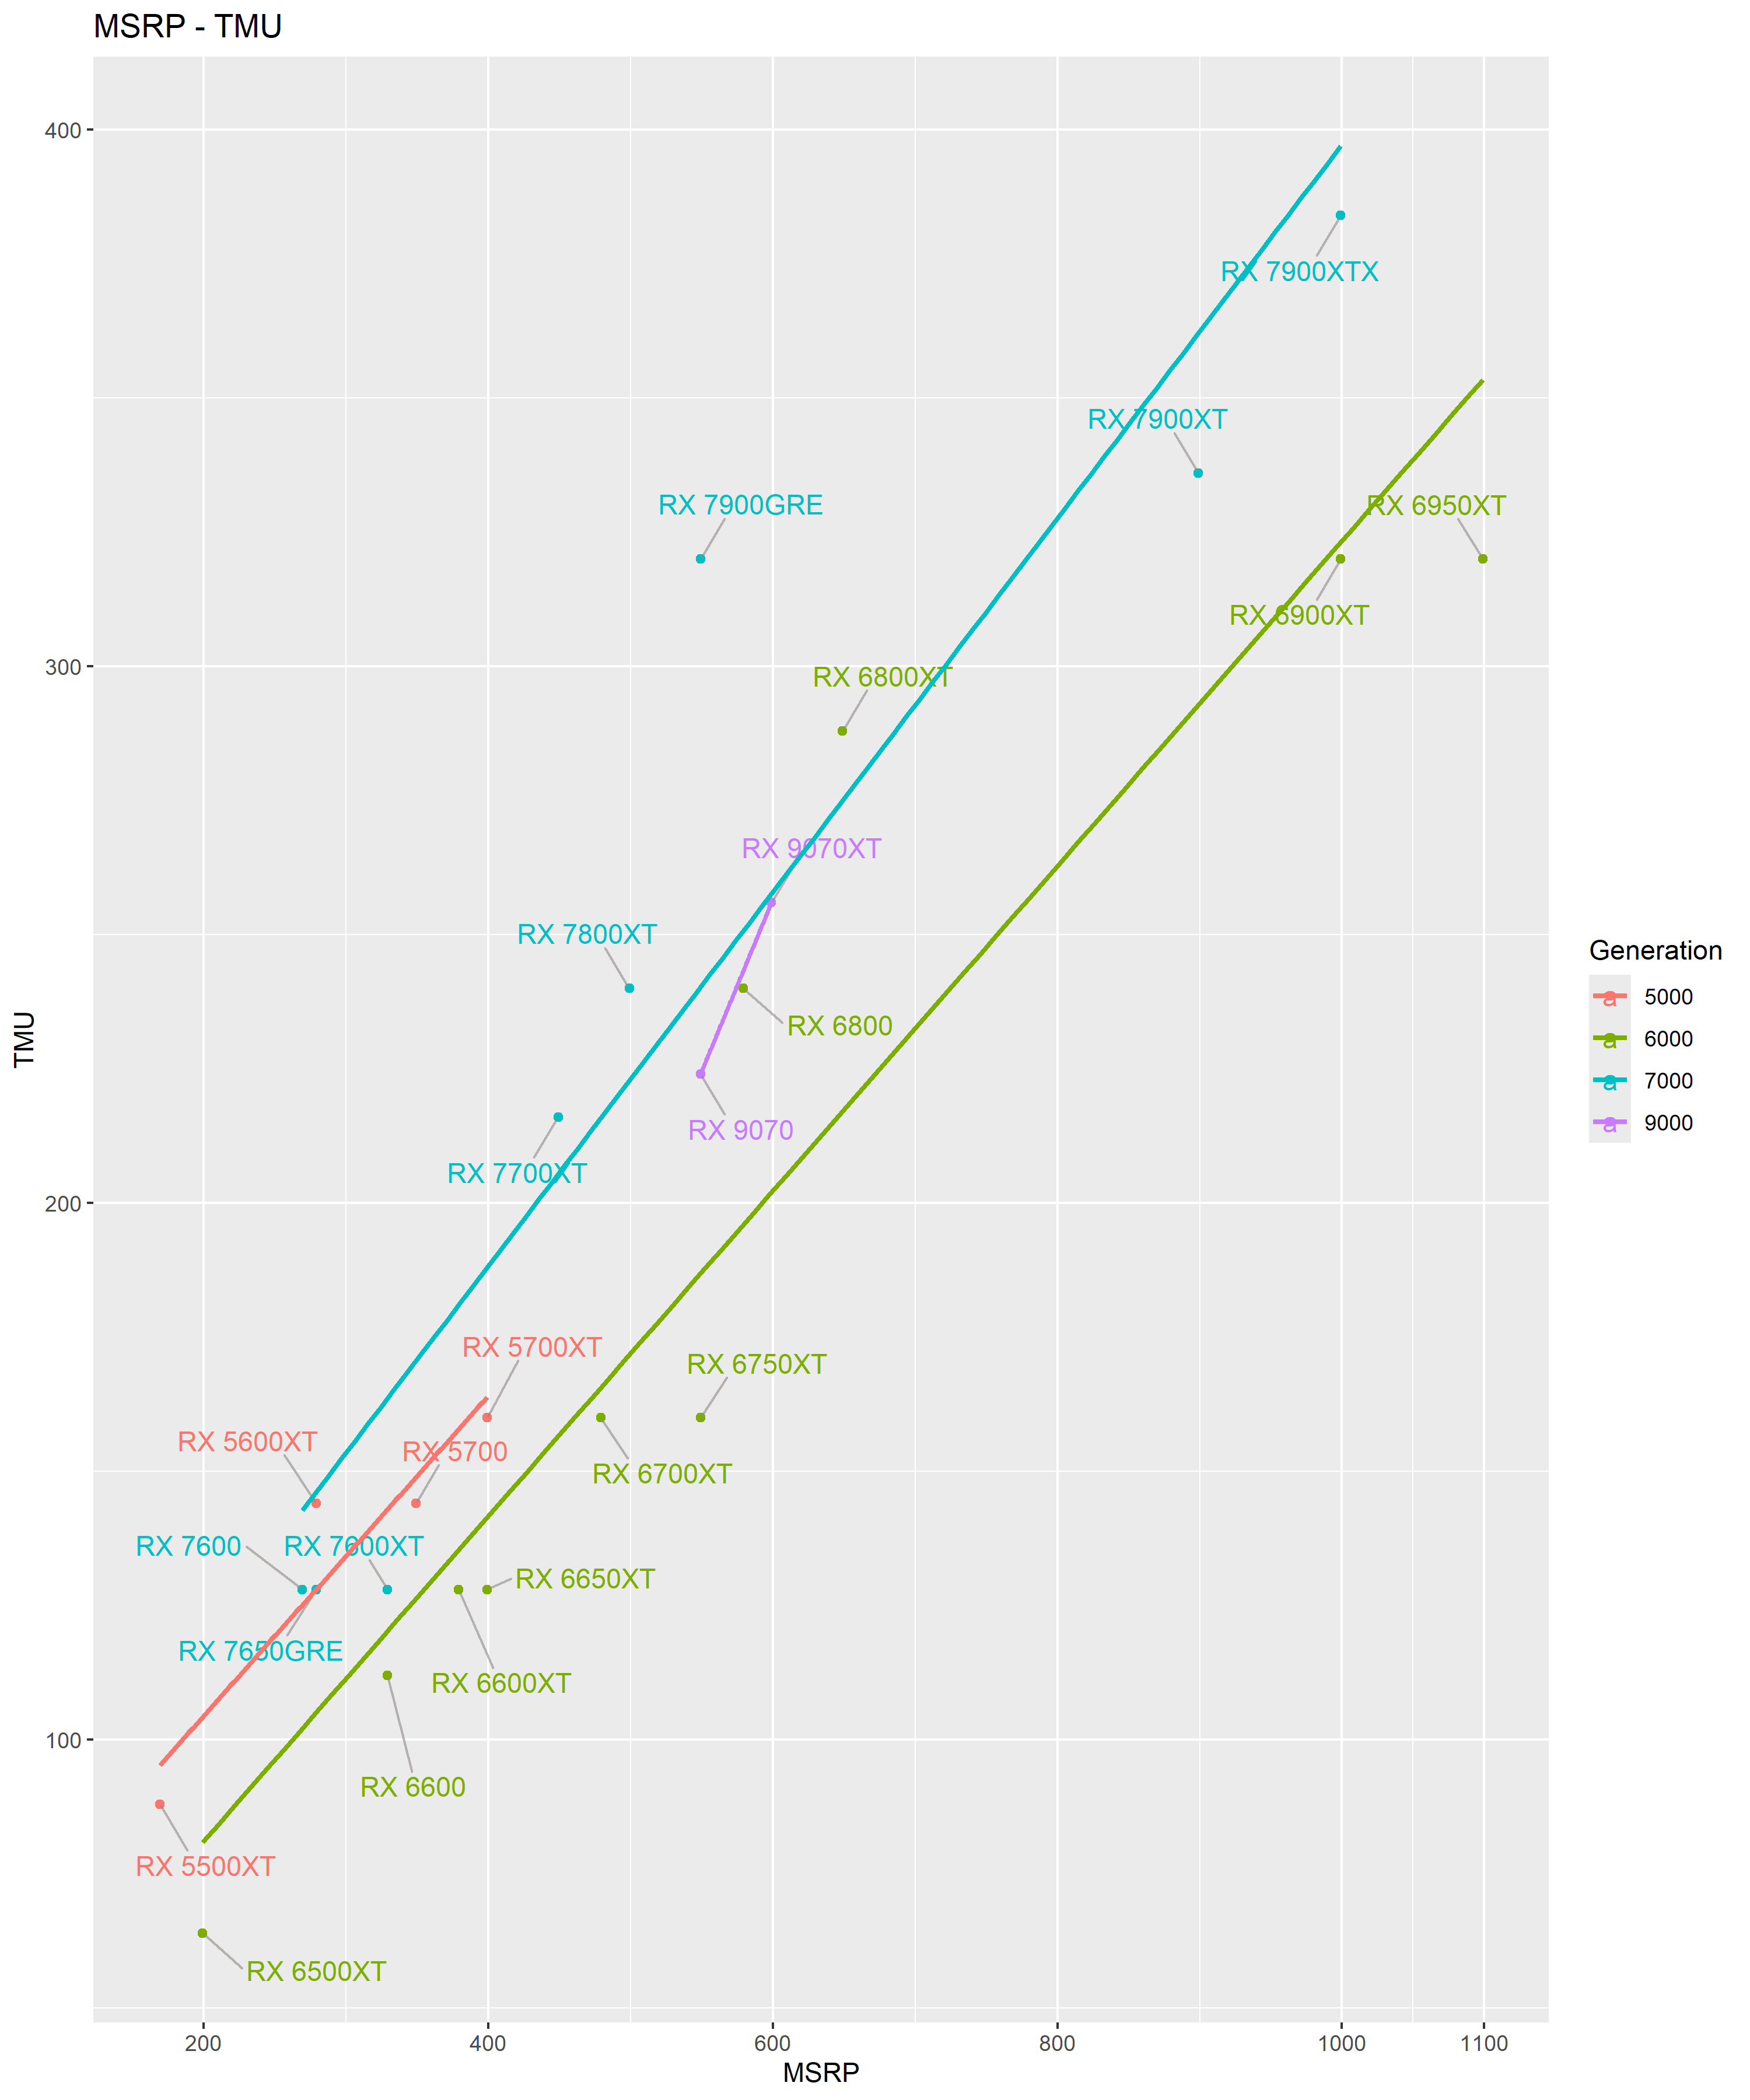 MSRP - TMU
400
RX 7900XTX
RX 7900XT
RX 7900GRE
RX 6950XT
RX 6900XT
300
RX 6800XT
RX 9070XT
RX 7800XT
RX 6800
RX 9070
RX 7700XT
200
RX 5700XT
RX 6750XT
RX 5600XT
RX 5700
RX 6700XT
RX 7600
RX 7600XT
RX 6650XT
RX 7650GRE
RX 6600XT
100
RX 6600
RX 5500XT
RX 6500XT
TMU
200 400 600 800 1000 1100
MSRP
Generation
a 5000
a 6000
a 7000
a 9000